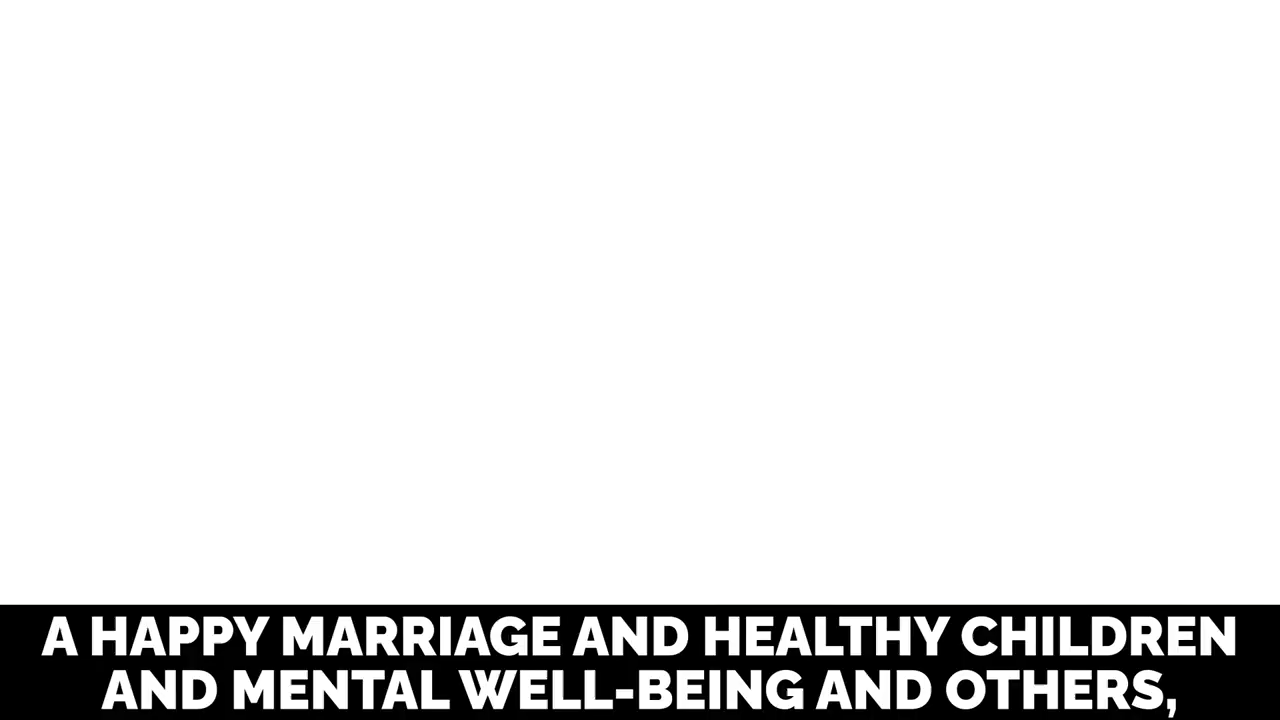 A HAPPY MARRIAGE AND HEALTHY CHILDREN
AND MENTAL WELL-BEING AND OTHERS,